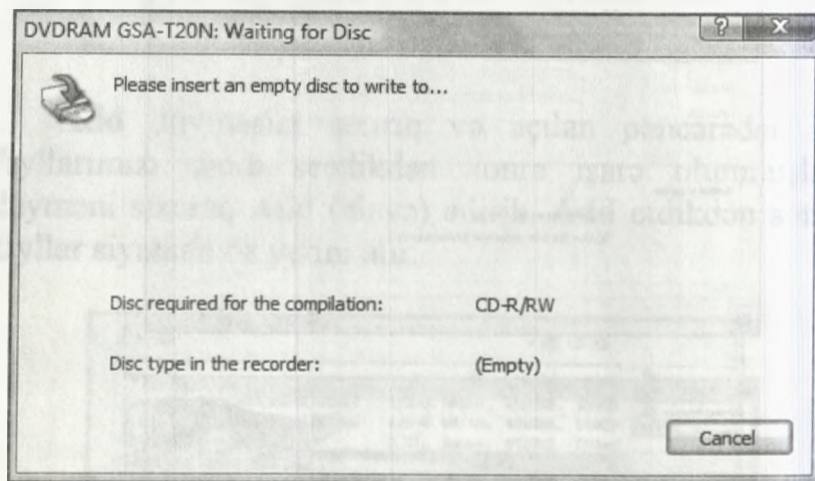 DVDRAM GSA-T20N: Waiting for Disc
Please insert an empty disc to write to...
Disc required for the compilation: CD-R/RW
Disc type in the recorder: (Empty)
Cancel